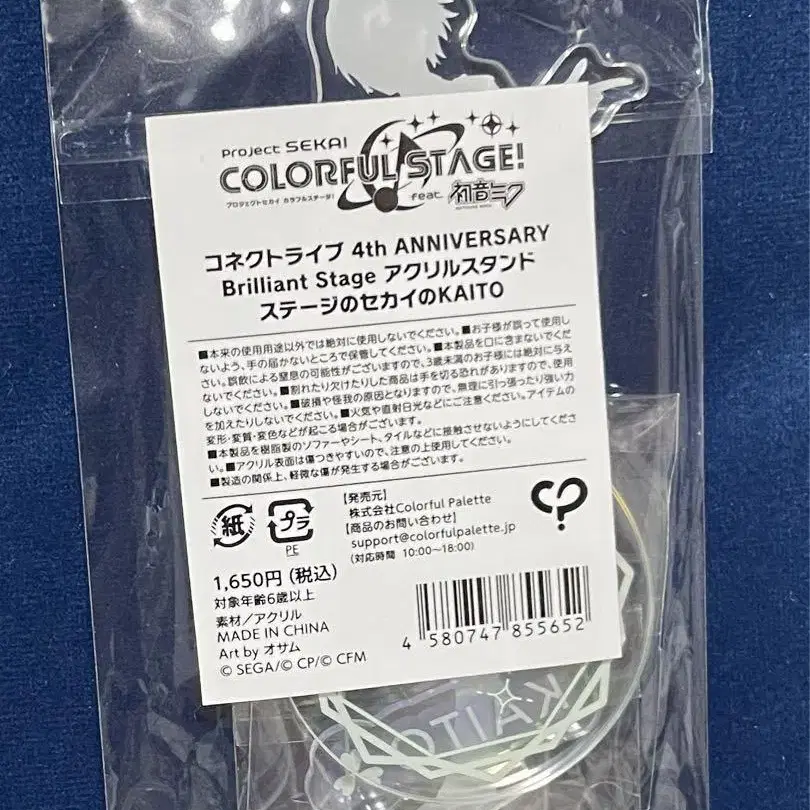 Project SEKAI
COLORFUL STAGE!
プロジェクトセカイ カラフルステージ!
feat. 初音ミク
コネクトライブ 4th ANNIVERSARY
Brilliant Stage アクリルスタンド
ステージのセカイのKAITO
■本来の使用用途以外では絶対に使用しないでください。■お子様が誤って使用し
ないよう、手の届かないところで保管してください。■本製品を口に含まないでくだ
さい。誤飲による窒息の可能性がございますので、3歳未満のお子様には絶対に与え
ないでください。■割れたり欠けたりした商品は手を切る恐れがありますので、使用
しないでください。■破損や怪我の原因となりますので、無理に引っ張ったり強い力
を加えたりしないでください。■火気や直射日光などにご注意ください。アイテムの
変形・変質・変色などが起こる場合がございます。
■本製品を樹脂製のソファーやシート、タイルなどに接触させないようにしてくださ
い。■アクリル表面は傷つきやすいので、注意の上使用してください。
■製造の関係上、軽微な傷が発生する場合がございます。
紙
プラ
PE
【発売元】
株式会社Colorful Palette
【商品のお問い合わせ】
support@colorfulpalette.jp
(対応時間 10:00~18:00)
1,650円(税込)
対象年齢6歳以上
素材/アクリル
MADE IN CHINA
Art by オサム
© SEGA/© CP/© CFM
4 580747 855652
KAITO